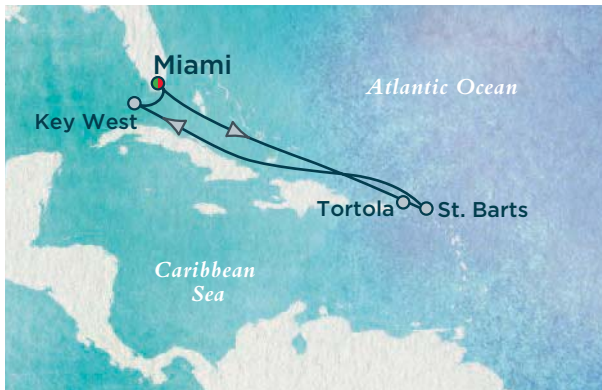 Miami
Atlantic Ocean
Key West
Tortola
St. Barts
Caribbean
Sea